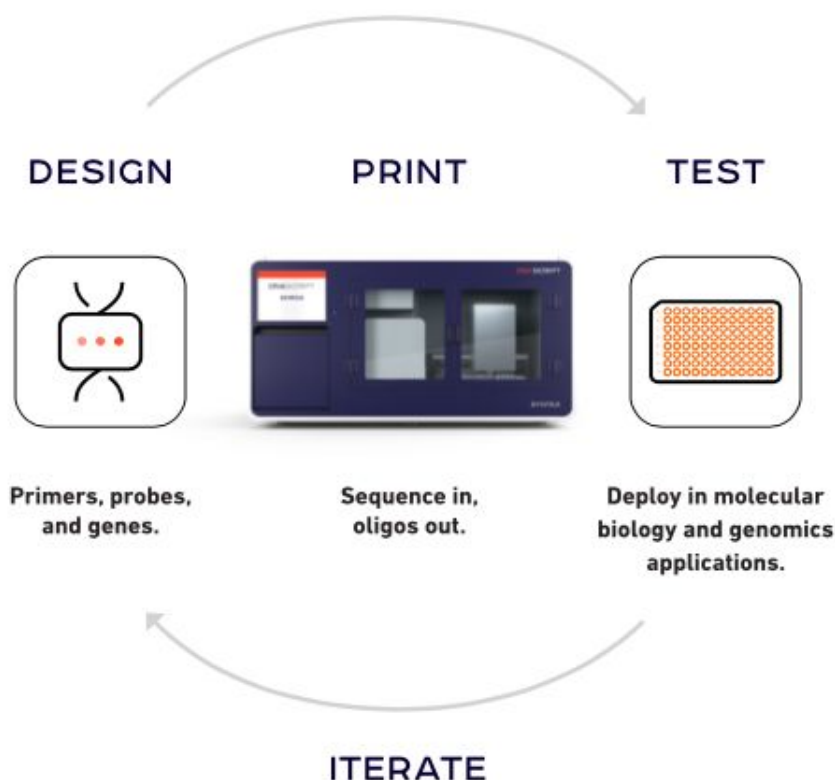 DESIGN
PRINT
TEST
SCRIPT
Primers, probes,
and genes.
Sequence in,
oligos out.
Deploy in molecular
biology and genomics
applications.
ITERATE